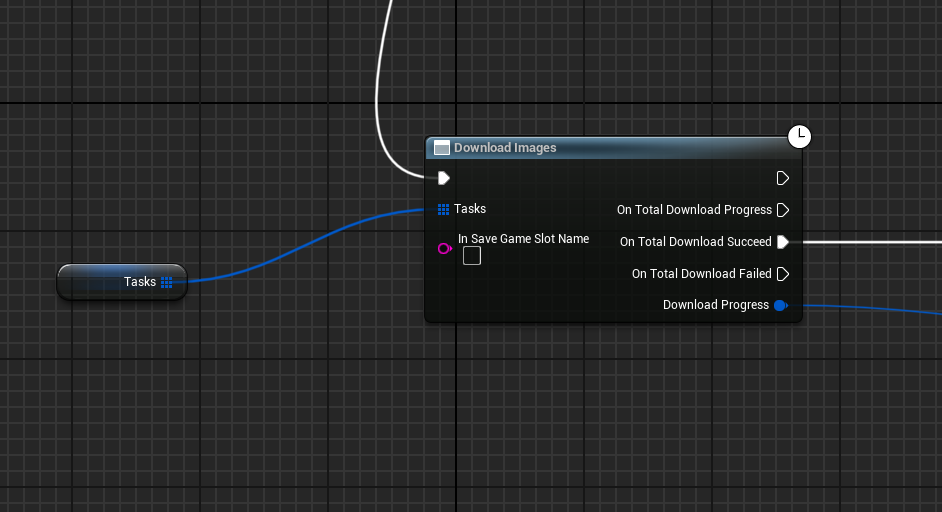 Download Images
Tasks
On Total Download Progress
In Save Game Slot Name
On Total Download Succeed
On Total Download Failed
Tasks
Download Progress